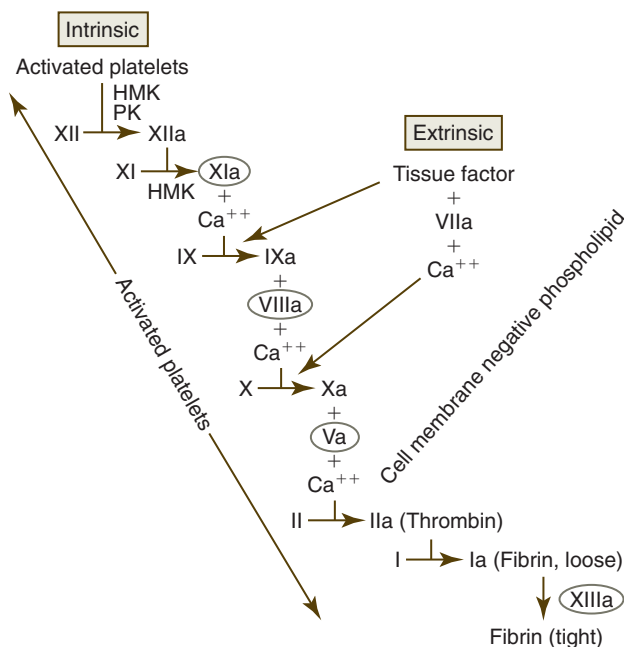 Intrinsic
Activated platelets
HMK
PK
XII
XIIa
Extrinsic
XI
XIa
HMK
Tissue factor
+
+
Ca++
VIIa
+
IX
IXa
Ca++
+
VIIIa
+
Ca++
X
Xa
+
Va
+
Ca++
II
IIa (Thrombin)
I
Ia (Fibrin, loose)
XIIIa
Fibrin (tight)
Activated platelets
Cell membrane negative phospholipid